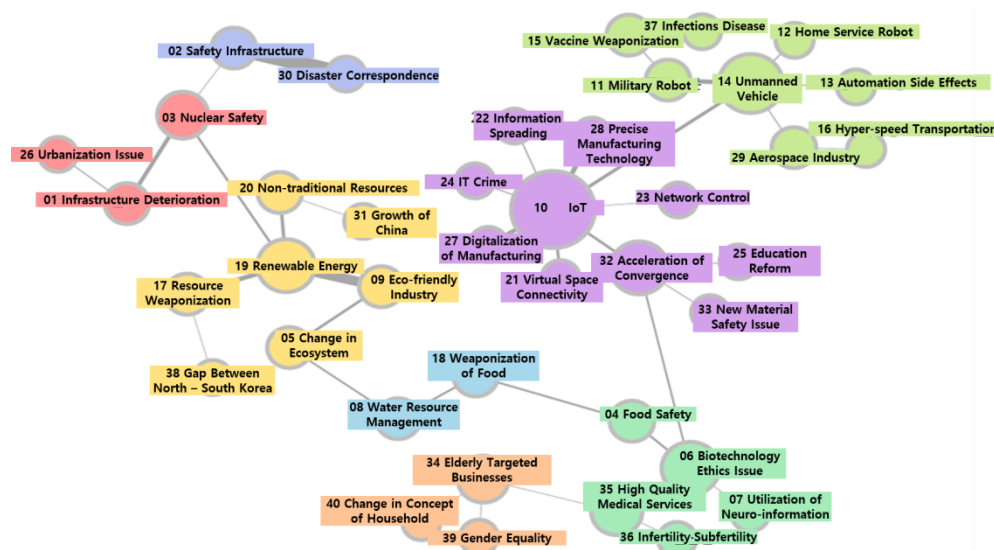 37 Infections Disease
12 Home Service Robot
15 Vaccine Weaponization
02 Safety Infrastructure
30 Disaster Correspondence
11 Military Robot
14 Unmanned
Vehicle
13 Automation Side Effects
03 Nuclear Safety
22 Information
Spreading
28 Precise
Manufacturing
Technology
16 Hyper-speed Transportation
29 Aerospace Industry
26 Urbanization Issue
01 Infrastructure Deterioration
20 Non-traditional Resources
24 IT Crime
10 IoT
23 Network Control
31 Growth of
China
27 Digitalization
of Manufacturing
19 Renewable Energy
32 Acceleration of
Convergence
25 Education
Reform
17 Resource
Weaponization
09 Eco-friendly
Industry
21 Virtual Space
Connectivity
33 New Material
Safety Issue
05 Change in
Ecosystem
38 Gap Between
North – South Korea
18 Weaponization
of Food
08 Water Resource
Management
04 Food Safety
06 Biotechnology
Ethics Issue
34 Elderly Targeted
Businesses
35 High Quality
Medical Services
07 Utilization of
Neuro-information
40 Change in Concept
of Household
39 Gender Equality
36 Infertility·Subfertility